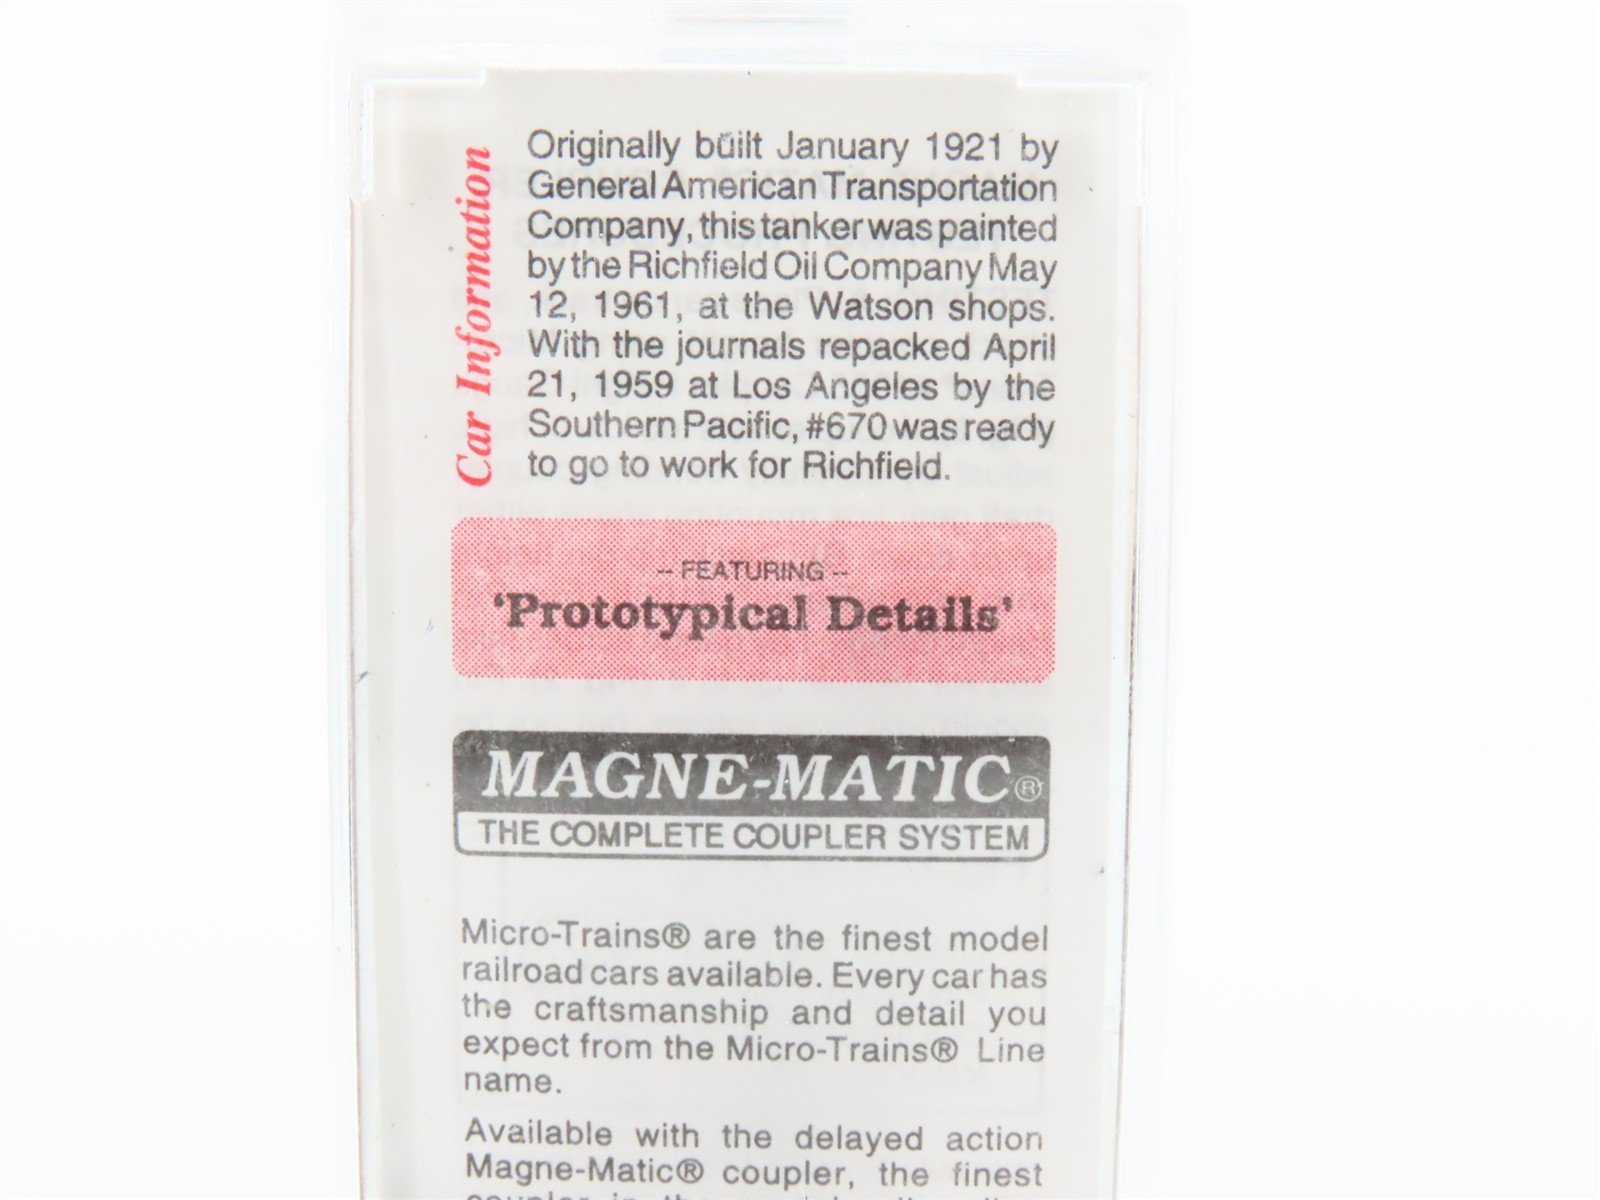 Car Information
Originally built January 1921 by
General American Transportation
Company, this tanker was painted
by the Richfield Oil Company May
12, 1961, at the Watson shops.
With the journals repacked April
21, 1959 at Los Angeles by the
Southern Pacific, #670 was ready
to go to work for Richfield.
-- FEATURING --
'Prototypical Details'
MAGNE-MATIC®
THE COMPLETE COUPLER SYSTEM
Micro-Trains® are the finest model
railroad cars available. Every car has
the craftsmanship and detail you
expect from the Micro-Trains® Line
name.
Available with the delayed action
Magne-Matic® coupler, the finest
coupler in the